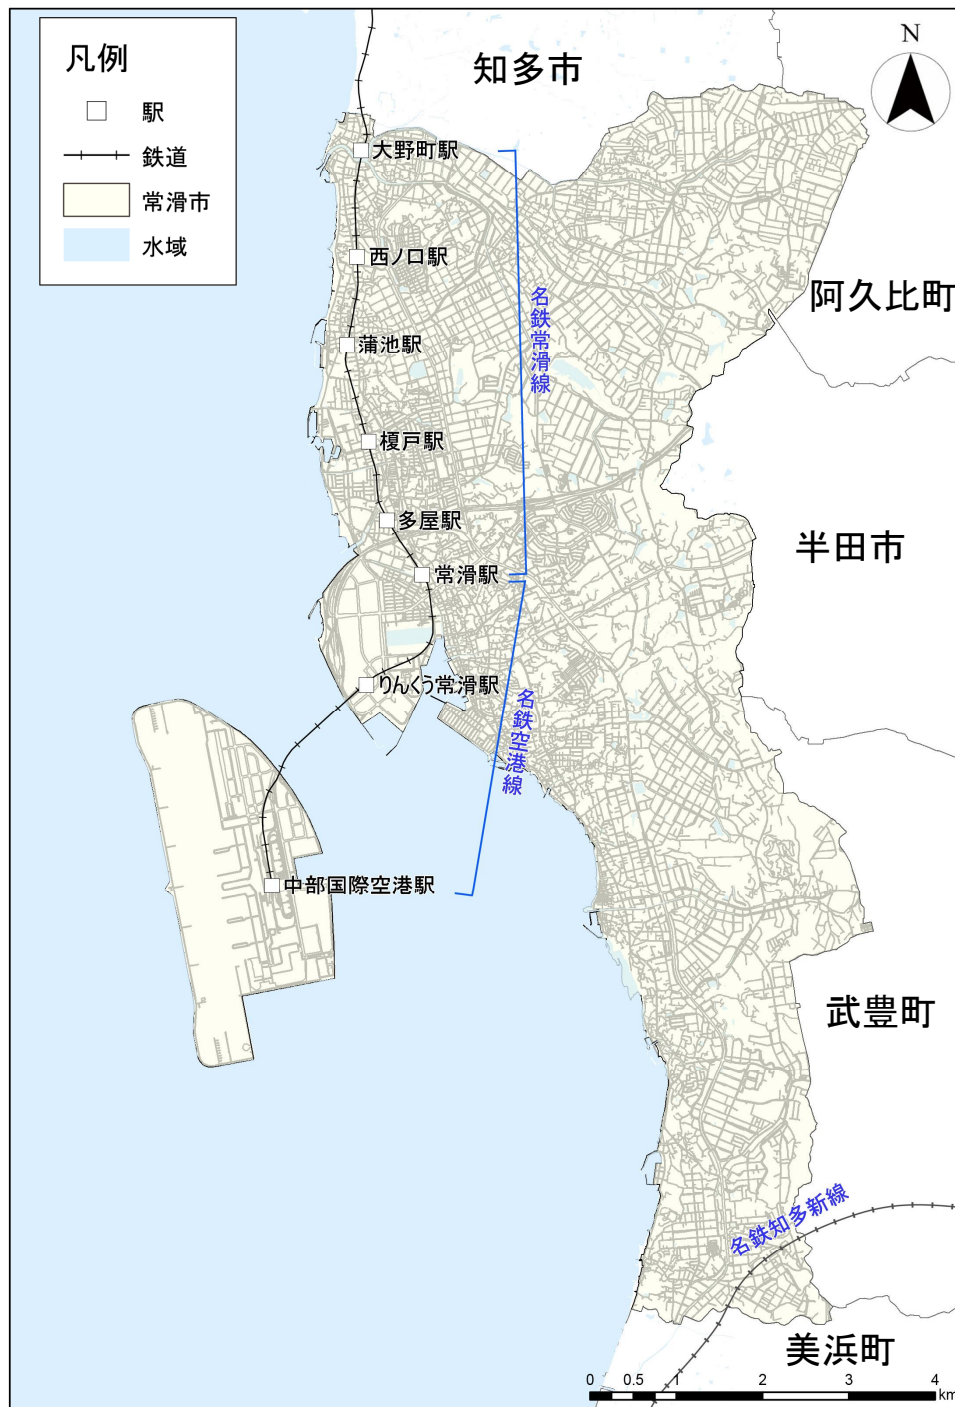 凡例
駅
鉄道
常滑市
水域
N
知多市
大野町駅
西ノ口駅
名鉄常滑線
阿久比町
蒲池駅
榎戸駅
多屋駅
半田市
常滑駅
りんくう常滑駅
名鉄空港線
中部国際空港駅
武豊町
名鉄知多新線
美浜町
0 0.5 1 2 3 4
km